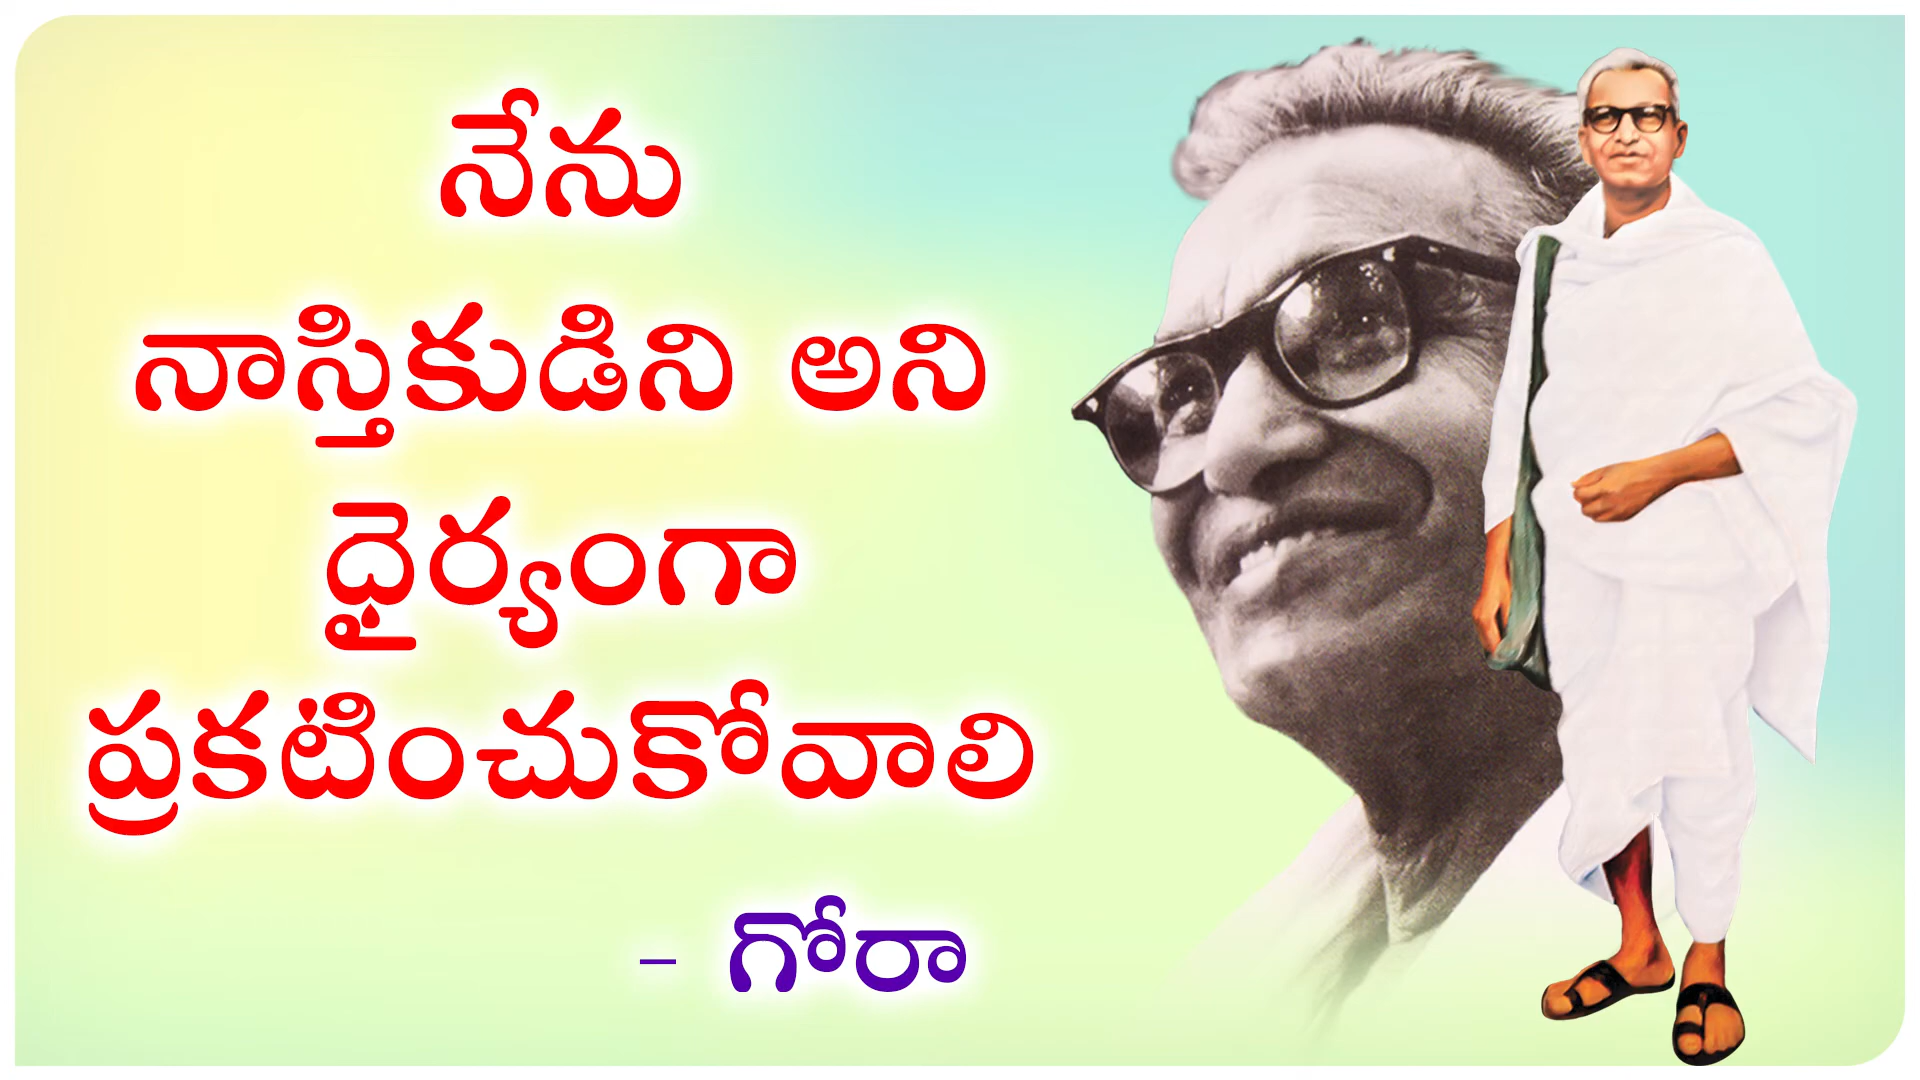 నేను
నాస్తికుడిని అని
ధైర్యంగా
ప్రకటించుకోవాలి
- గోరా